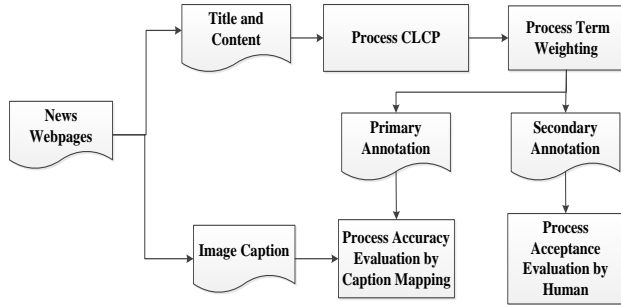 Title and
Content
Process CLCP
Process Term
Weighting
News
Webpages
Primary
Annotation
Secondary
Annotation
Image Caption
Process Accuracy
Evaluation by
Caption Mapping
Process
Acceptance
Evaluation by
Human